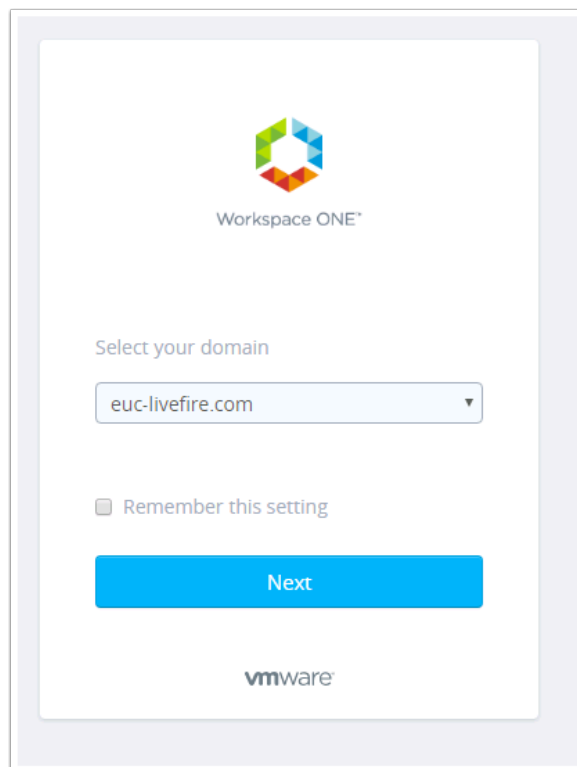 Workspace ONE™
Select your domain
euc-livefire.com
Remember this setting
Next
vmware